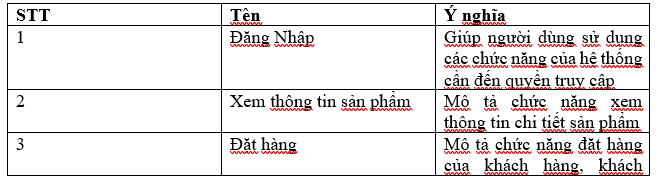 STT Tên Ý nghĩa
1 Đăng Nhập Giúp người dùng sử dụng
các chức năng của hệ thống
cần đến quyền truy cập
2 Xem thông tin sản phẩm Mô tả chức năng xem
thông tin chi tiết sản phẩm
3 Đặt hàng Mô tả chức năng đặt hàng
của khách hàng, khách